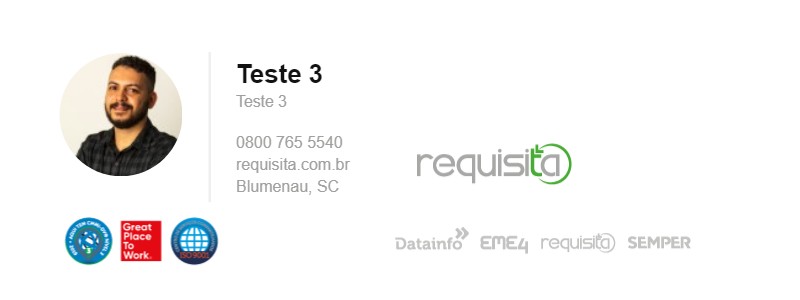 Teste 3
Teste 3
0800 765 5540
requisita.com.br
Blumenau, SC
requisita
Great
Place
To
Work.
ISO 9001
Datainfo EME4 requisita SEMPER